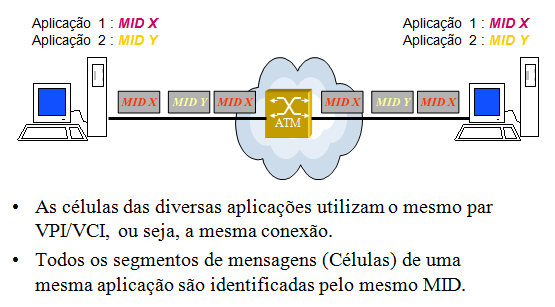 Aplicação 1 : MID X
Aplicação 2 : MID Y
Aplicação 1 : MID X
Aplicação 2 : MID Y
MID X MID Y MID X ATM MID X MID Y MID X
• As células das diversas aplicações utilizam o mesmo par
VPI/VCI, ou seja, a mesma conexão.
• Todos os segmentos de mensagens (Células) de uma
mesma aplicação são identificadas pelo mesmo MID.